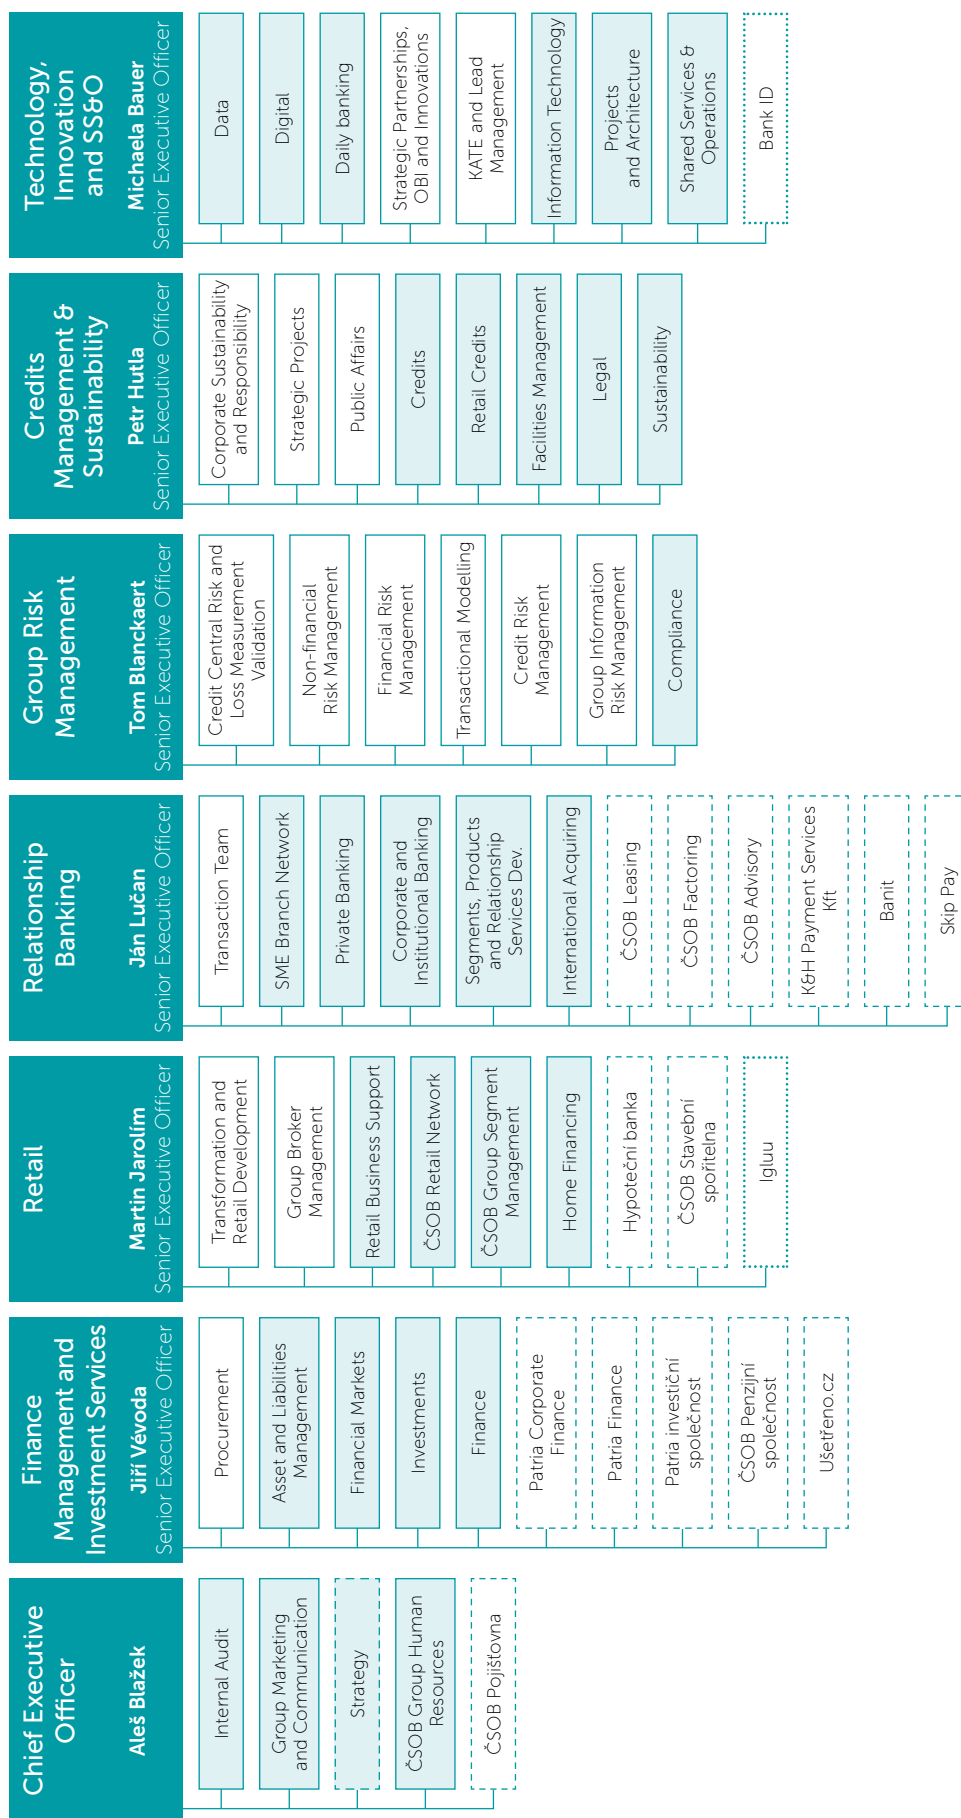 Chief Executive
Officer
Aleš Blažek
Internal Audit
Group Marketing
and Communication
Strategy
ČSOB Group Human
Resources
ČSOB Pojišťovna
Finance
Management and
Investment Services
Jiří Vévoda
Senior Executive Officer
Procurement
Asset and Liabilities
Management
Financial Markets
Investments
Finance
Patria Corporate
Finance
Patria Finance
Patria investiční
společnost
ČSOB Penzijní
společnost
Ušetřeno.cz
Retail
Martin Jarolím
Senior Executive Officer
Transformation and
Retail Development
Group Broker
Management
Retail Business Support
ČSOB Retail Network
ČSOB Group Segment
Management
Home Financing
Hypoteční banka
ČSOB Stavební
spořitelna
Igluu
Relationship
Banking
Ján Lučan
Senior Executive Officer
Transaction Team
SME Branch Network
Private Banking
Corporate and
Institutional Banking
Segments, Products
and Relationship
Services Dev.
International Acquiring
ČSOB Leasing
ČSOB Factoring
ČSOB Advisory
K&H Payment Services
Kft
Banit
Skip Pay
Group Risk
Management
Tom Blanckaert
Senior Executive Officer
Credit Central Risk and
Loss Measurement
Validation
Non-financial
Risk Management
Financial Risk
Management
Transactional Modelling
Credit Risk
Management
Group Information
Risk Management
Compliance
Credits
Management &
Sustainability
Petr Hutla
Senior Executive Officer
Corporate Sustainability
and Responsibility
Strategic Projects
Public Affairs
Credits
Retail Credits
Facilities Management
Legal
Sustainability
Technology,
Innovation
and SS&O
Michaela Bauer
Senior Executive Officer
Data
Digital
Daily banking
Strategic Partnerships,
OBI and Innovations
KATE and Lead
Management
Information Technology
Projects
and Architecture
Shared Services &
Operations
Bank ID